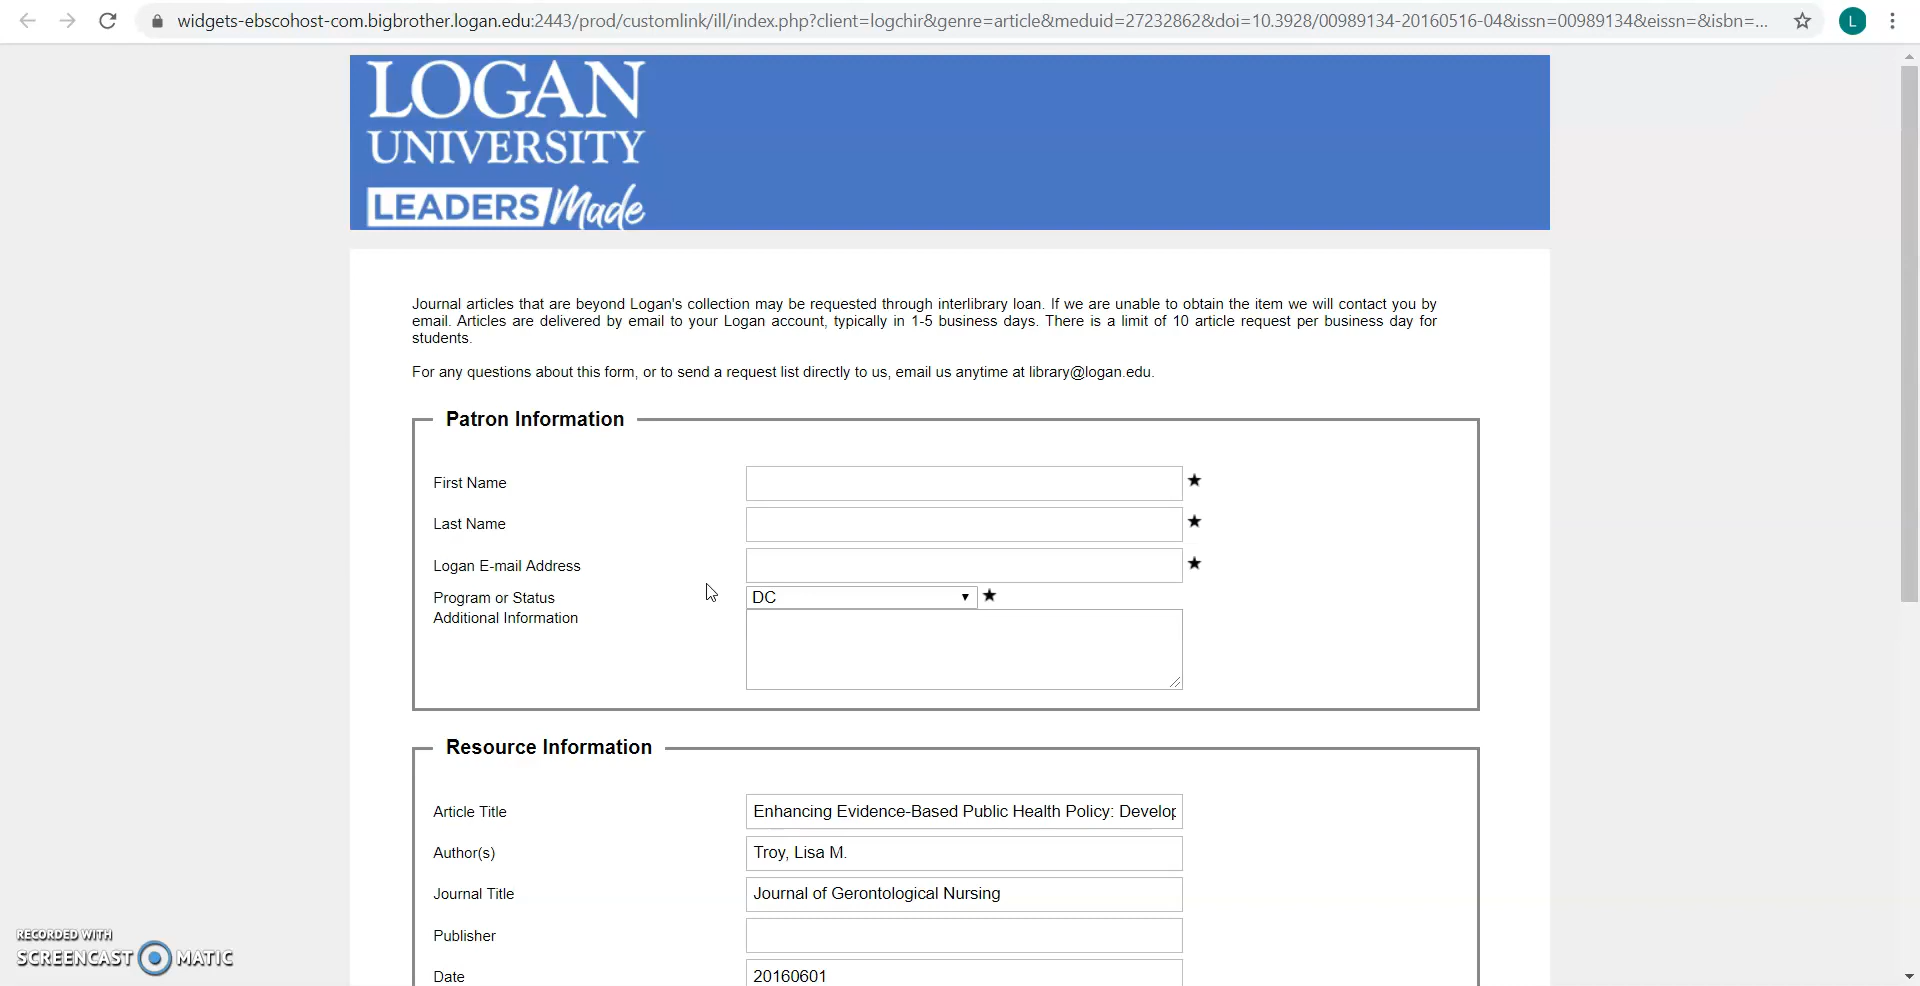 widgets-ebscohost-com.bigbrother.logan.edu:2443/prod/customlink/ill/index.php?client=logchir&genre=article&meduid=27232862&doi=10.3928/00989134-20160516-04&issn=00989134&eissn=&isbn=...
L
LOGAN
UNIVERSITY
LEADERS Made
Journal articles that are beyond Logan's collection may be requested through interlibrary loan. If we are unable to obtain the item we will contact you by
email. Articles are delivered by email to your Logan account, typically in 1-5 business days. There is a limit of 10 article request per business day for
students.
For any questions about this form, or to send a request list directly to us, email us anytime at library@logan.edu.
Patron Information
First Name ★
Last Name ★
Logan E-mail Address ★
Program or Status DC ★
Additional Information
Resource Information
Article Title Enhancing Evidence-Based Public Health Policy: Develop
Author(s) Troy, Lisa M.
Journal Title Journal of Gerontological Nursing
Publisher
Date 20160601
RECORDED WITH
SCREENCAST MATIC